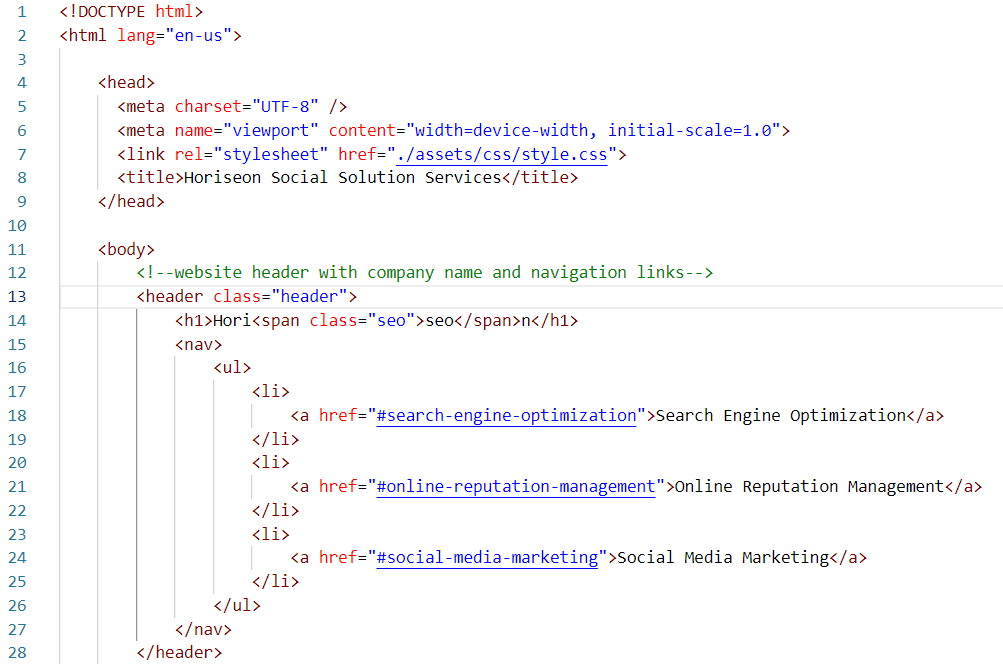 1 <!DOCTYPE html>
2 <html lang="en-us">
3
4     <head>
5       <meta charset="UTF-8" />
6       <meta name="viewport" content="width=device-width, initial-scale=1.0">
7       <link rel="stylesheet" href="./assets/css/style.css">
8       <title>Horiseon Social Solution Services</title>
9     </head>
10
11     <body>
12         <!--website header with company name and navigation links-->
13         <header class="header">
14             <h1>Hori<span class="seo">seo</span>n</h1>
15             <nav>
16                 <ul>
17                     <li>
18                         <a href="#search-engine-optimization">Search Engine Optimization</a>
19                     </li>
20                     <li>
21                         <a href="#online-reputation-management">Online Reputation Management</a>
22                     </li>
23                     <li>
24                         <a href="#social-media-marketing">Social Media Marketing</a>
25                     </li>
26                 </ul>
27             </nav>
28         </header>